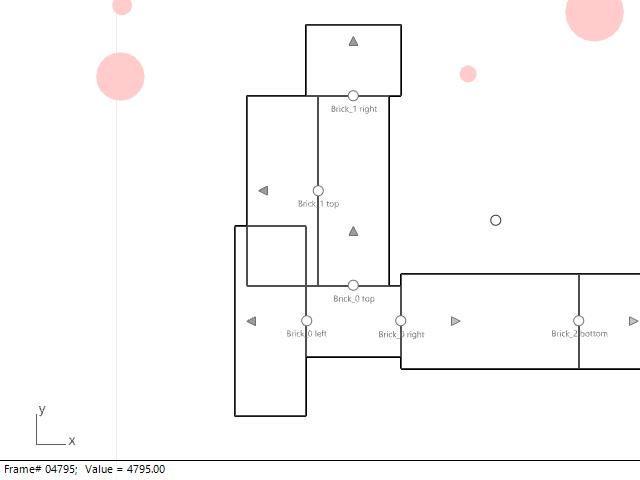 Brick_1 right
Brick_1 top
Brick_0 top
Brick_0 left
Brick_0 right
Brick_2 bottom
y
x
Frame# 04795;  Value = 4795.00